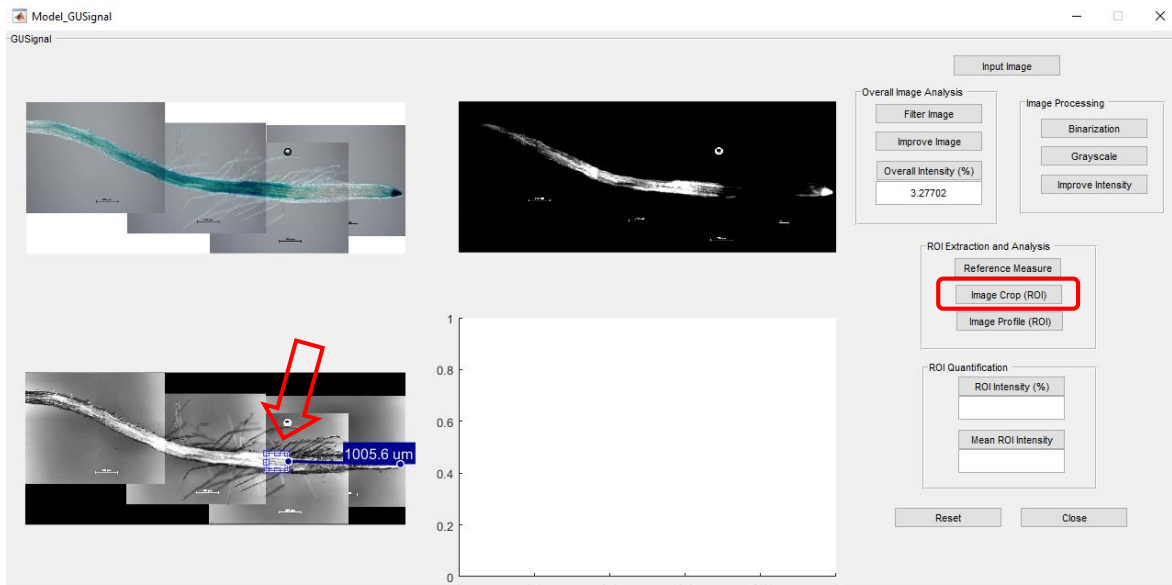 Model_GUSignal
GUSignal
Input Image
Overall Image Analysis
Filter Image
Improve Image
Overall Intensity (%)
3.27702
Image Processing
Binarization
Grayscale
Improve Intensity
ROI Extraction and Analysis
Reference Measure
Image Crop (ROI)
Image Profile (ROI)
1005.6 um
1
0.8
0.6
0.4
0.2
0
ROI Quantification
ROI Intensity (%)
Mean ROI Intensity
Reset
Close